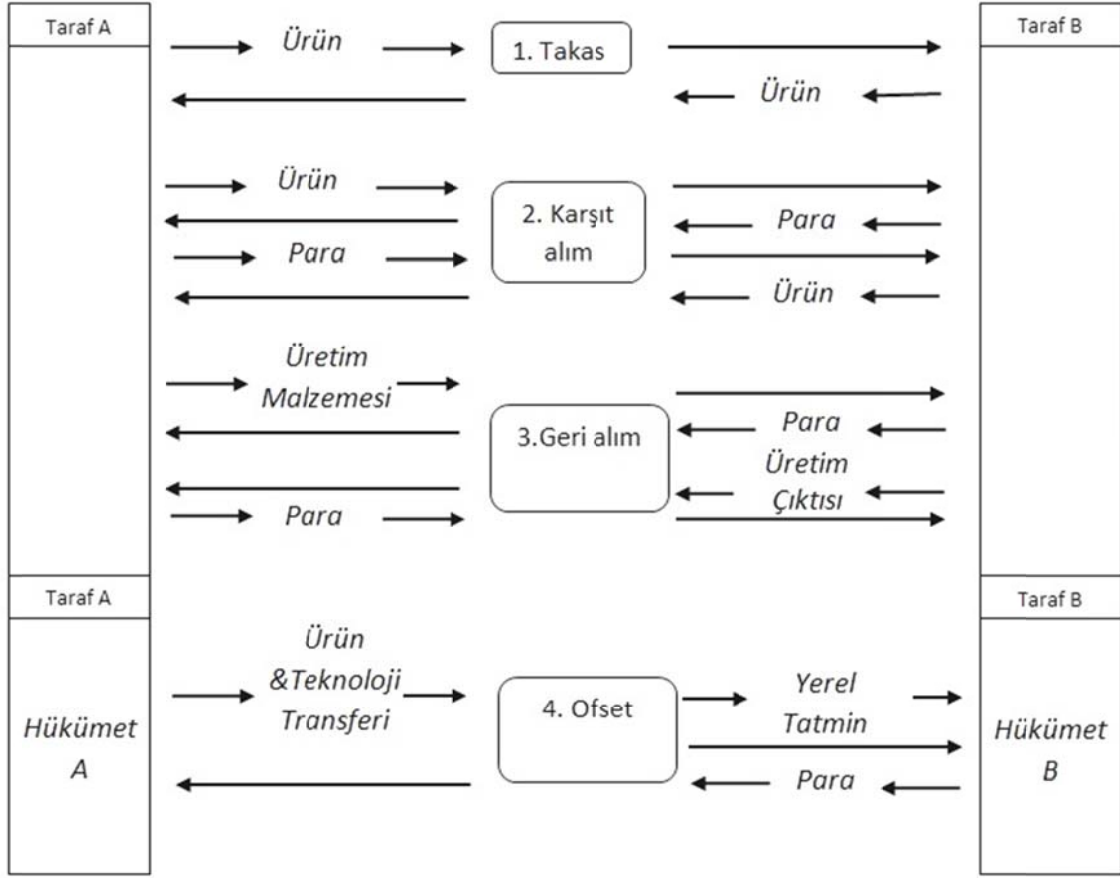 Taraf A
Taraf B
Ürün
1. Takas
Ürün
Ürün
2. Karşıt
alım
Para
Para
Ürün
Üretim
Malzemesi
3.Geri alım
Para
Üretim
Çıktısı
Para
Taraf A
Taraf B
Ürün
&Teknoloji
Transferi
4. Ofset
Yerel
Tatmin
Para
Hükümet
A
Hükümet
B